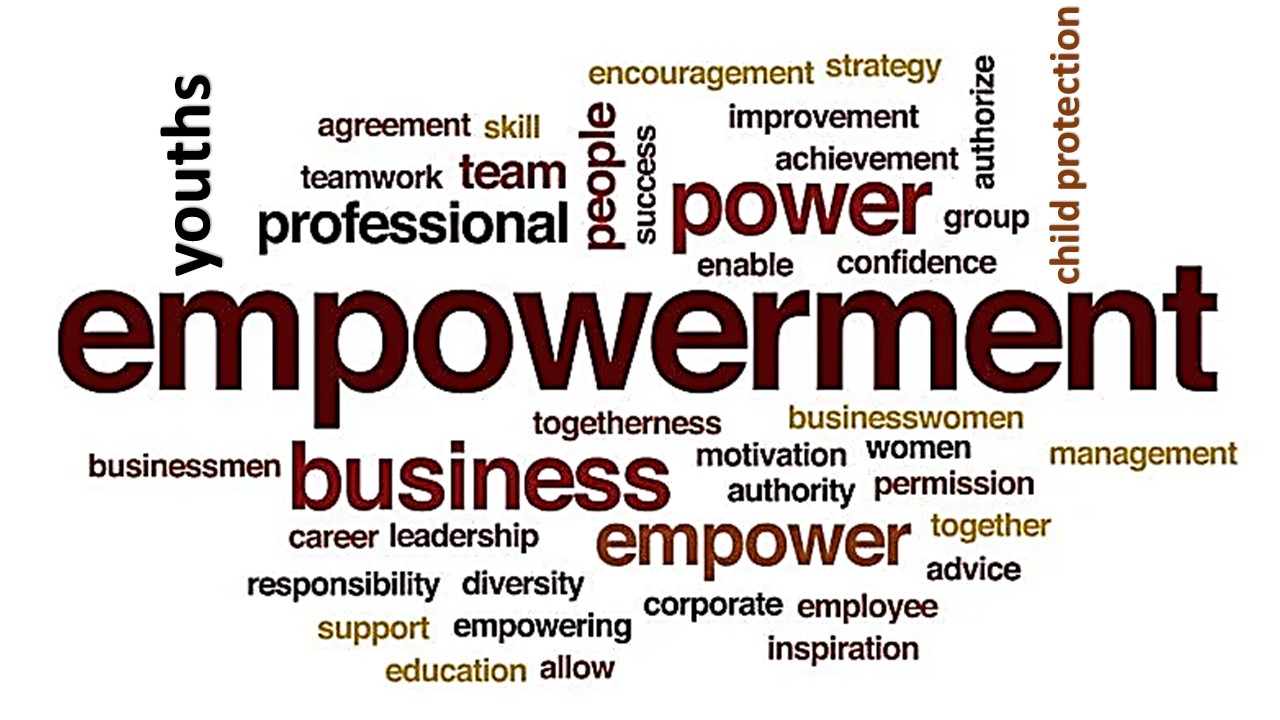 youths
encouragement strategy
agreement skill
people
success
improvement
authorize
child protection
teamwork team
achievement
professional
power group
enable confidence
empowerment
togetherness businesswomen
businessmen business motivation women management
authority permission
career leadership empower together
responsibility diversity advice
corporate employee
support empowering
inspiration
education allow